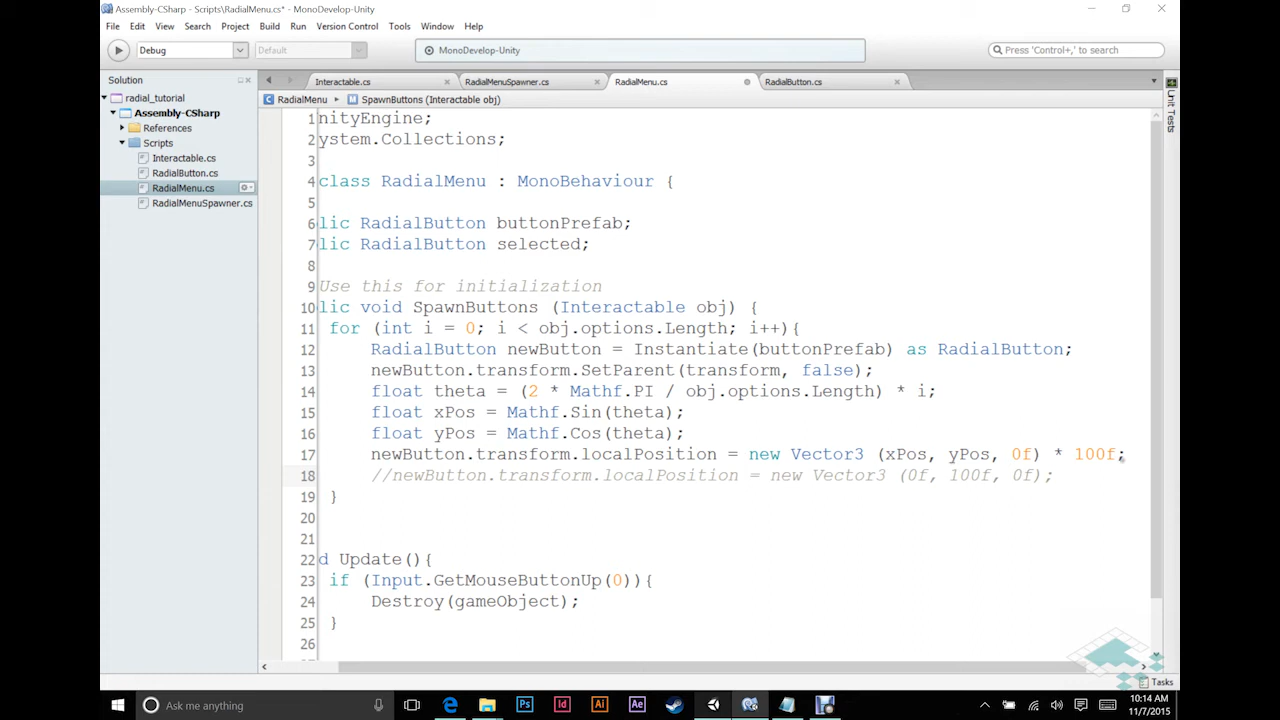 Assembly-CSharp - Scripts\RadialMenu.cs* - MonoDevelop-Unity
File Edit View Search Project Build Run Version Control Tools Window Help
Debug Default MonoDevelop-Unity Press 'Control+,' to search
Solution
radial_tutorial
Assembly-CSharp
References
Scripts
Interactable.cs
RadialButton.cs
RadialMenu.cs
RadialMenuSpawner.cs
Interactable.cs RadialMenuSpawner.cs RadialMenu.cs RadialButton.cs
RadialMenu SpawnButtons (Interactable obj)
1 nityEngine;
2 ystem.Collections;
3
4 class RadialMenu : MonoBehaviour {
5
6 lic RadialButton buttonPrefab;
7 lic RadialButton selected;
8
9 Use this for initialization
10 lic void SpawnButtons (Interactable obj) {
11 for (int i = 0; i < obj.options.Length; i++){
12 RadialButton newButton = Instantiate(buttonPrefab) as RadialButton;
13 newButton.transform.SetParent(transform, false);
14 float theta = (2 * Mathf.PI / obj.options.Length) * i;
15 float xPos = Mathf.Sin(theta);
16 float yPos = Mathf.Cos(theta);
17 newButton.transform.localPosition = new Vector3 (xPos, yPos, 0f) * 100f;
18 //newButton.transform.localPosition = new Vector3 (0f, 100f, 0f);
19 }
20
21
22 d Update(){
23 if (Input.GetMouseButtonUp(0)){
24 Destroy(gameObject);
25 }
26
Unit Tests
Tasks
Ask me anything
Ps Id Ai Ae
10:14 AM
11/7/2015